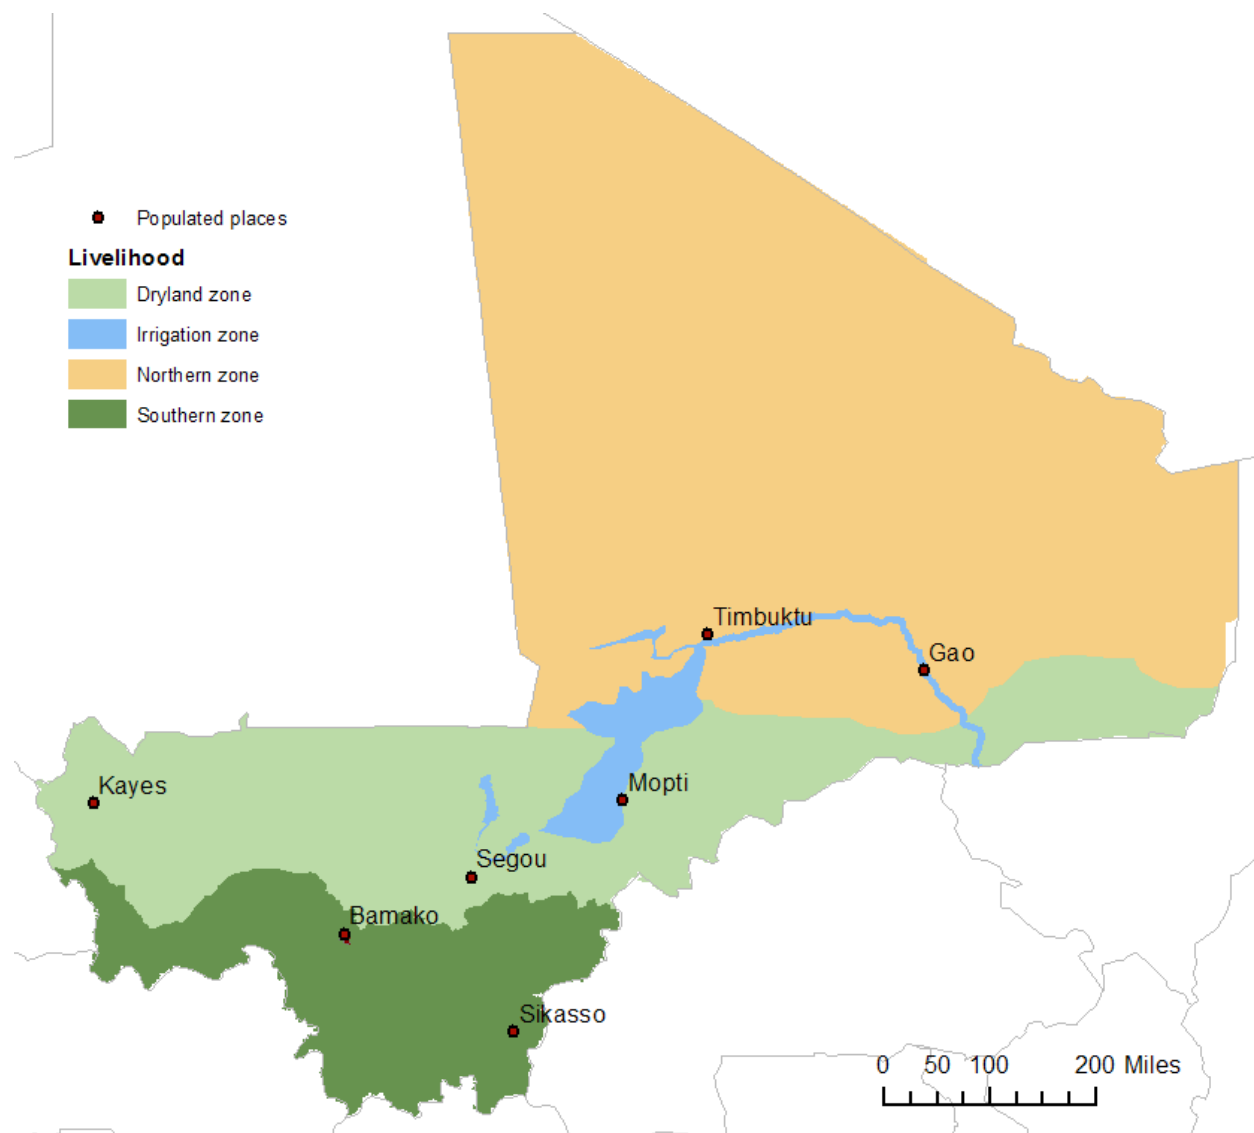 Populated places
Livelihood
Dryland zone
Irrigation zone
Northern zone
Southern zone
Timbuktu
Gao
Kayes
Mopti
Segou
Bamako
Sikasso
0 50 100 200 Miles